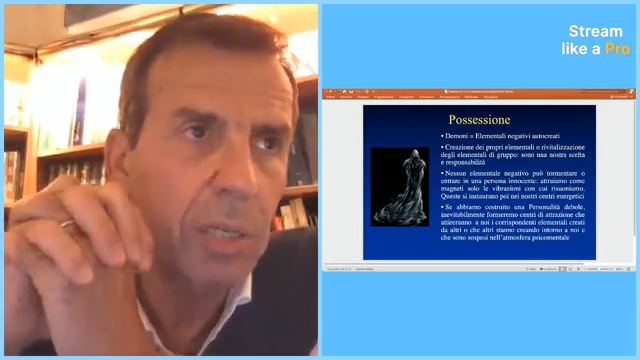 Stream
like a Pro
Possessione
• Demoni = Elementali negativi autocreati
• Creazione dei propri elementali o rivitalizzazione
degli elementali di gruppo: sono una nostra scelta
e responsabilità
• Nessun elementale negativo può tormentare o
entrare in una persona innocente: attraiamo come
magneti solo le vibrazioni con cui risuoniamo.
Queste si instaurano poi nei nostri centri energetici
• Se abbiamo costruito una Personalità debole,
inevitabilmente formeremo centri di attrazione che
attireranno a noi i corrispondenti elementali creati
da altri o che altri stanno creando intorno a noi e
che sono sospesi nell'atmosfera psicomentale